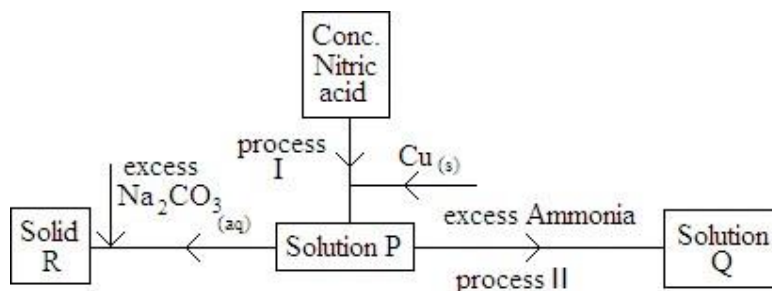 Conc.
Nitric
acid
process
I
Cu (s)
excess
Na₂CO₃
(aq)
Solid
R
Solution P
excess Ammonia
process II
Solution
Q